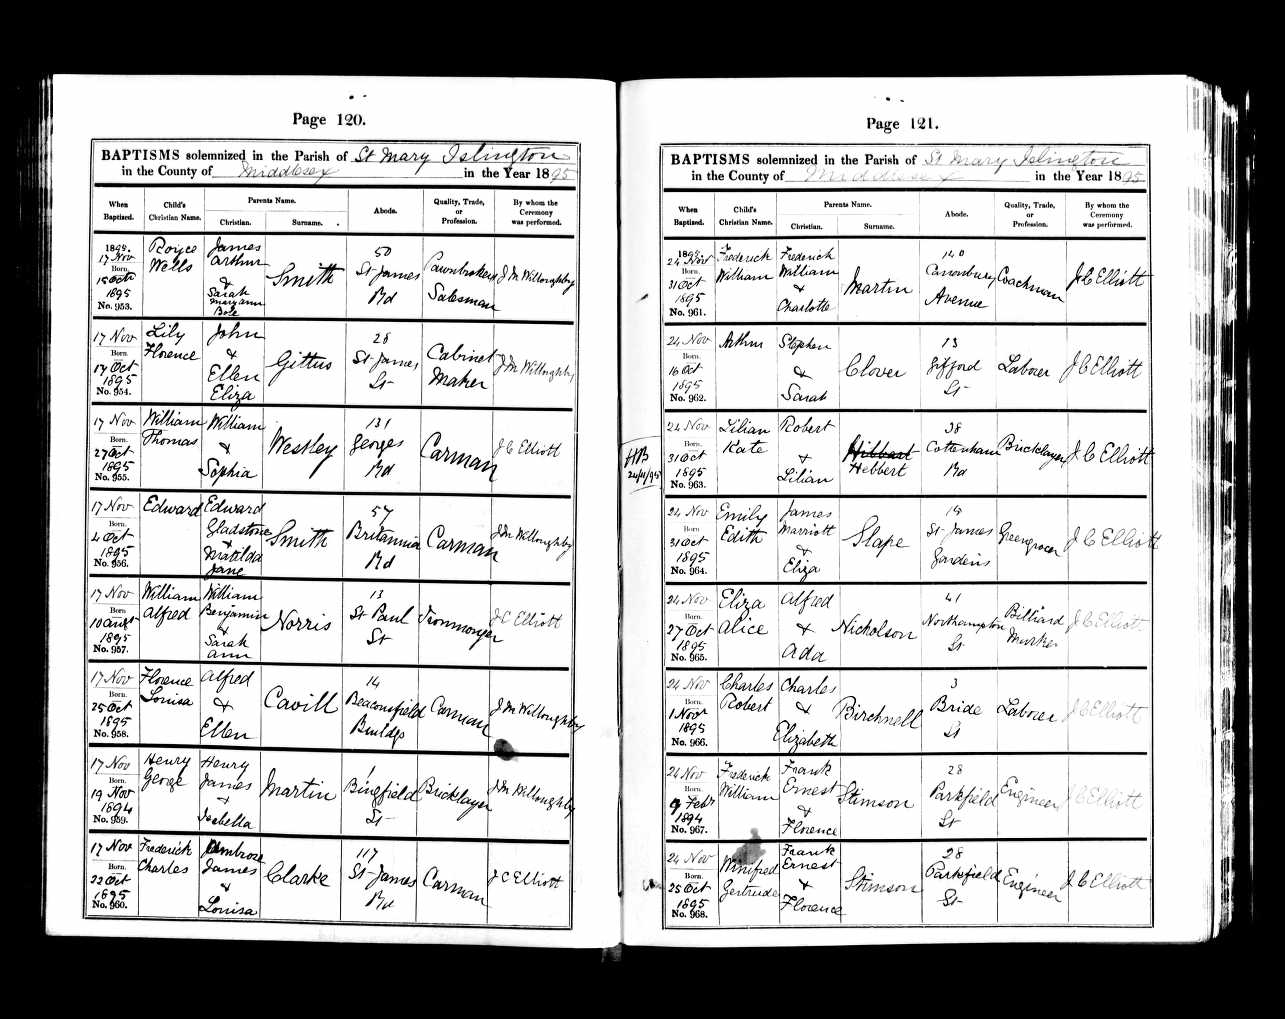 Page 120.
BAPTISMS solemnized in the Parish of St Mary Islington
in the County of Middlesex in the Year 1895
When Baptised.
Child's Christian Name.
Parents Name.
Christian.
Surname.
Abode.
Quality, Trade, or Profession.
By whom the Ceremony was performed.
1895. 17 Nov Born 15 Oct 1895 No. 953.
Royce Wells
James Arthur & Sarah Mary Ann Bole
Smith
50 St James Rd
Pawnbrokers Salesman
J M Willoughby
17 Nov Born 17 Oct 1895 No. 954.
Lily Florence
John & Ellen Eliza
Gittus
28 St James St
Cabinet Maker
J M Willoughby
17 Nov Born 27 Oct 1895 No. 955.
William Thomas
William & Sophia
Westley
131 Georges Rd
Carman
J C Elliott
17 Nov Born 4 Oct 1895 No. 956.
Edward
Edward Gladstone & Matilda Jane
Smith
57 Britannia Rd
Carman
J M Willoughby
17 Nov Born 10 Augst 1895 No. 957.
William Alfred
William Benjamin & Sarah Ann
Norris
13 St Paul St
Ironmonger
J C Elliott
17 Nov Born 25 Oct 1895 No. 958.
Florence Louisa
Alfred & Ellen
Cavill
14 Beaconsfield Buildgs
Carman
J M Willoughby
17 Nov Born 19 Nov 1894 No. 959.
Henry George
Henry James & Isabella
Martin
1 Bingfield St
Bricklayer
J M Willoughby
17 Nov Born 22 Oct 1895 No. 960.
Frederick Charles
Ambrose James & Louisa
Clarke
117 St James Rd
Carman
J C Elliott
Page 121.
BAPTISMS solemnized in the Parish of St Mary Islington
in the County of Middlesex in the Year 1895
When Baptised.
Child's Christian Name.
Parents Name.
Christian.
Surname.
Abode.
Quality, Trade, or Profession.
By whom the Ceremony was performed.
1895. 24 Nov Born. 31 Oct 1895 No. 961.
Frederick William
Frederick William & Charlotte
Martin
140 Canonbury Avenue
Coachman
J C Elliott
24 Nov Born. 16 Oct 1895 No. 962.
Arthur
Stephen & Sarah
Clover
13 Gifford St
Laborer
J C Elliott
HB 24/11/95
24 Nov Born. 31 Oct 1895 No. 963.
Lilian Kate
Robert & Lilian
Hibbert Hebbert
38 Cottenham Rd
Bricklayer
J C Elliott
24 Nov Born 31 Oct 1895 No. 964.
Emily Edith
James Marriott & Eliza
Slape
19 St James Gardens
Greengrocer
J C Elliott
24 Nov Born. 27 Oct 1895 No. 965.
Eliza Alice
Alfred & Ada
Nicholson
41 Northampton St
Billiard Marker
J C Elliott
24 Nov Born. 1 Novr 1895 No. 966.
Charles Robert
Charles & Elizabeth
Birchnell
3 Bride St
Laborer
J C Elliott
24 Nov Born. 9 Febr 1894 No. 967.
Frederick William
Frank Ernest & Florence
Stimson
28 Parkfield St
Engineer
J C Elliott
24 Nov Born. 25 Oct 1895 No. 968.
Winifred Gertrude
Frank Ernest & Florence
Stimson
28 Parkfield St
Engineer
J C Elliott